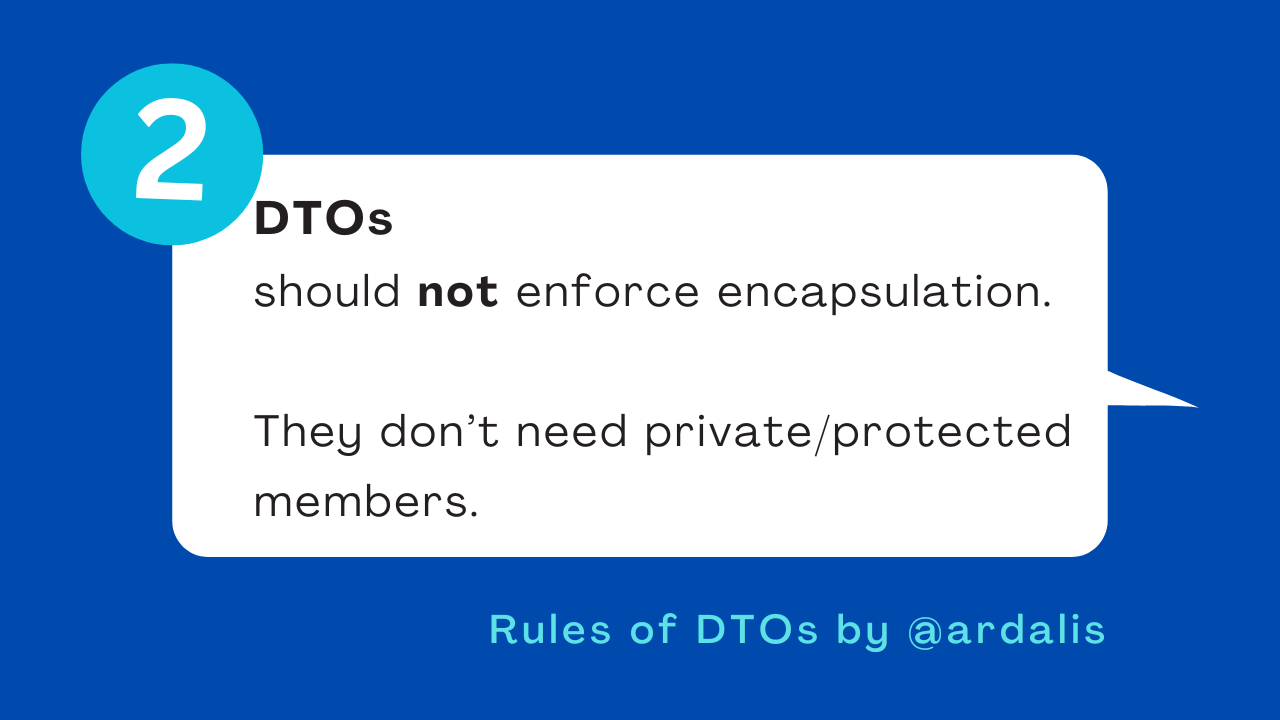 2
DTOs
should not enforce encapsulation.
They don’t need private/protected
members.
Rules of DTOs by @ardalis